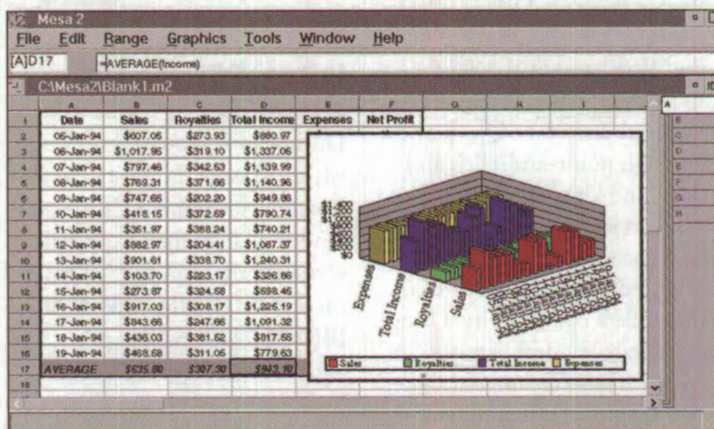 Mesa 2
File Edit Range Graphics Tools Window Help
[A]D17 =AVERAGE(Income)
C:\Mesa2\Blank1.m2
A B C D E F G H I A
1 Date Sales Royalties Total Income Expenses Net Profit B
2 05-Jan-94 $607.05 $273.93 $880.97 C
3 06-Jan-94 $1,017.95 $319.10 $1,337.05 D
4 07-Jan-94 $797.46 $342.53 $1,139.99 E
5 08-Jan-94 $769.31 $371.66 $1,140.96 F
6 09-Jan-94 $747.65 $202.20 $949.86 G
7 10-Jan-94 $418.15 $372.59 $790.74 H
8 11-Jan-94 $351.97 $388.24 $740.21
9 12-Jan-94 $882.97 $204.41 $1,087.37
10 13-Jan-94 $901.61 $338.70 $1,240.31
11 14-Jan-94 $103.70 $223.17 $326.86
12 15-Jan-94 $273.87 $324.58 $598.45
13 16-Jan-94 $917.03 $308.17 $1,225.19
14 17-Jan-94 $843.66 $247.66 $1,091.32
15 18-Jan-94 $436.03 $381.52 $817.55
16 19-Jan-94 $468.58 $311.05 $779.63
17 AVERAGE $635.80 $307.30 $943.10
18
Expenses
Total Income
Royalties
Sales
Sales Royalties Total Income Expenses